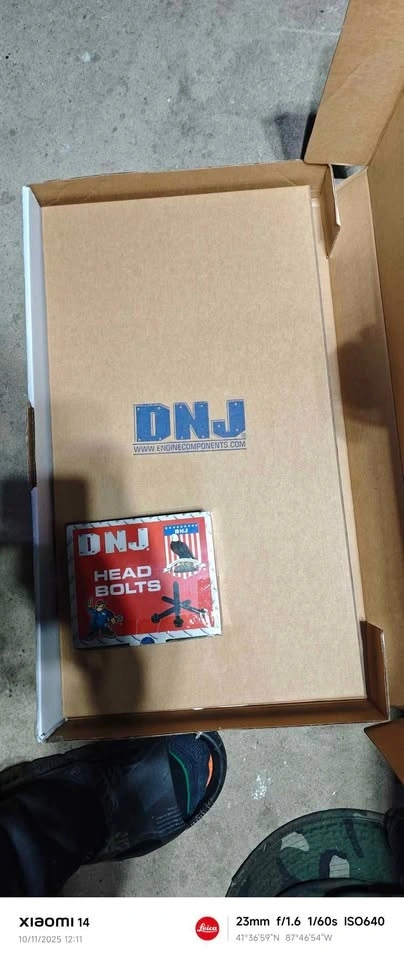 DNJ
WWW.ENGINECOMPONENTS.COM
DNJ
DNJ
HEAD
BOLTS
XIAOMI 14
10/11/2025 12:11
Leica
23mm f/1.6 1/60s ISO640
41°36'59"N 87°46'54"W